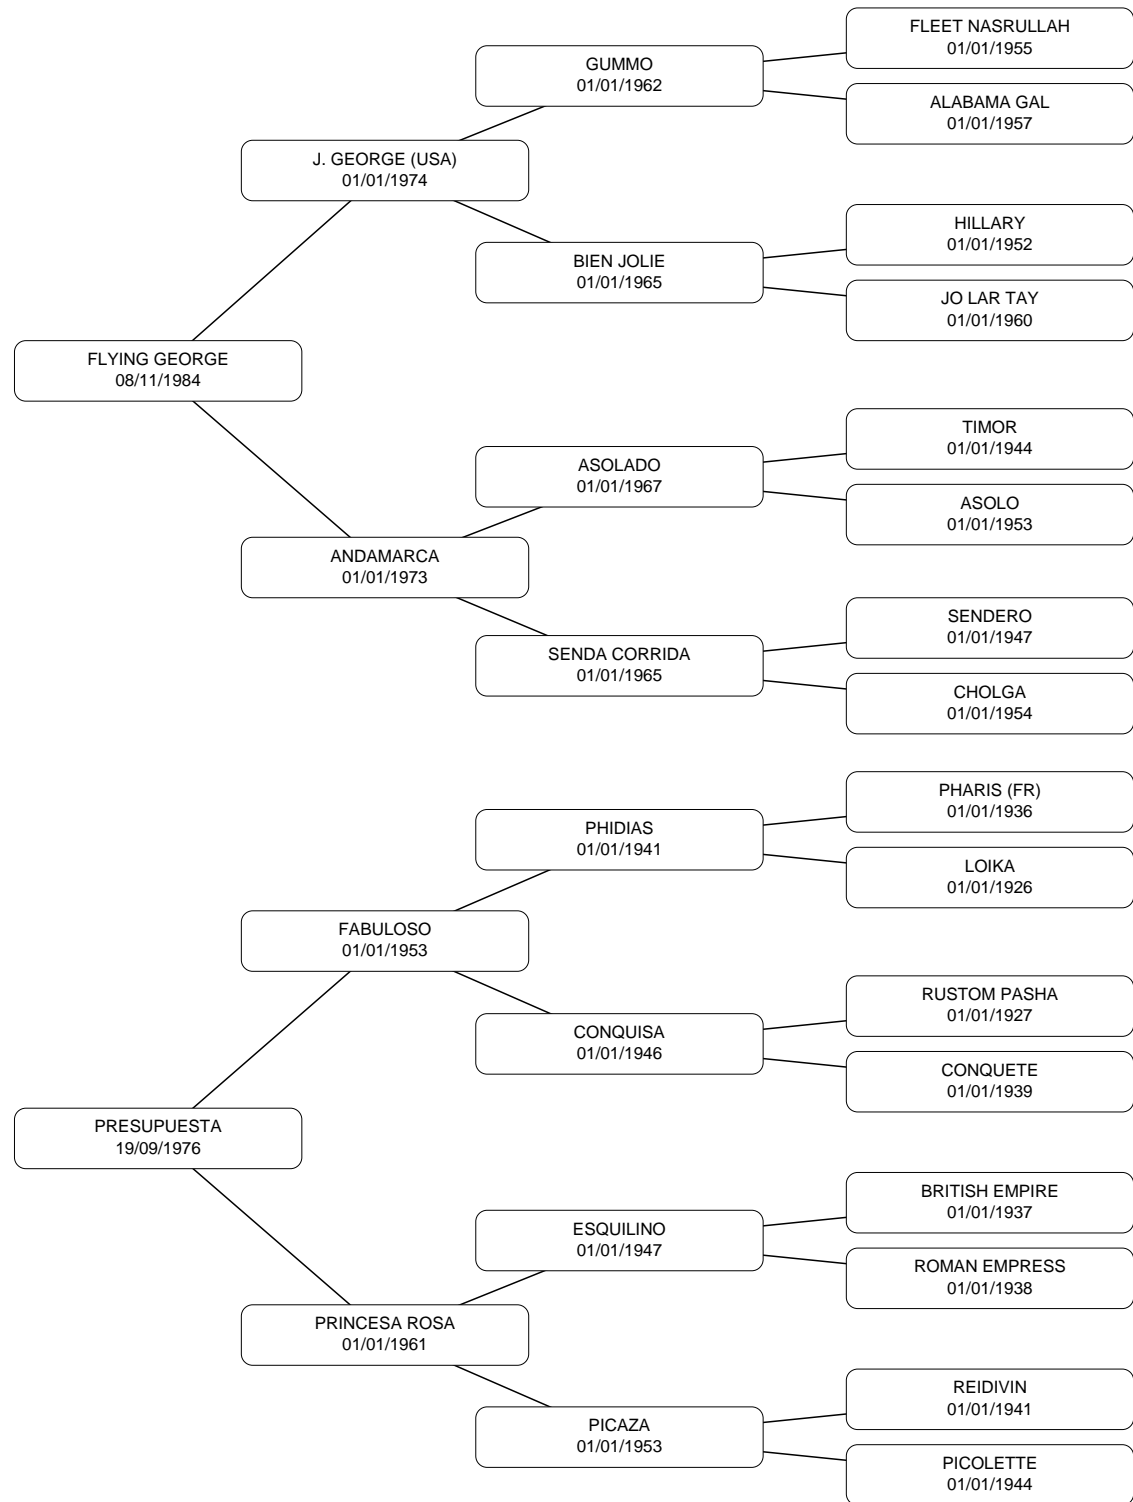 FLEET NASRULLAH
01/01/1955
GUMMO
01/01/1962
ALABAMA GAL
01/01/1957
J. GEORGE (USA)
01/01/1974
HILLARY
01/01/1952
BIEN JOLIE
01/01/1965
JO LAR TAY
01/01/1960
FLYING GEORGE
08/11/1984
TIMOR
01/01/1944
ASOLADO
01/01/1967
ASOLO
01/01/1953
ANDAMARCA
01/01/1973
SENDERO
01/01/1947
SENDA CORRIDA
01/01/1965
CHOLGA
01/01/1954
PHARIS (FR)
01/01/1936
PHIDIAS
01/01/1941
LOIKA
01/01/1926
FABULOSO
01/01/1953
RUSTOM PASHA
01/01/1927
CONQUISA
01/01/1946
CONQUETE
01/01/1939
PRESUPUESTA
19/09/1976
BRITISH EMPIRE
01/01/1937
ESQUILINO
01/01/1947
ROMAN EMPRESS
01/01/1938
PRINCESA ROSA
01/01/1961
REIDIVIN
01/01/1941
PICAZA
01/01/1953
PICOLETTE
01/01/1944